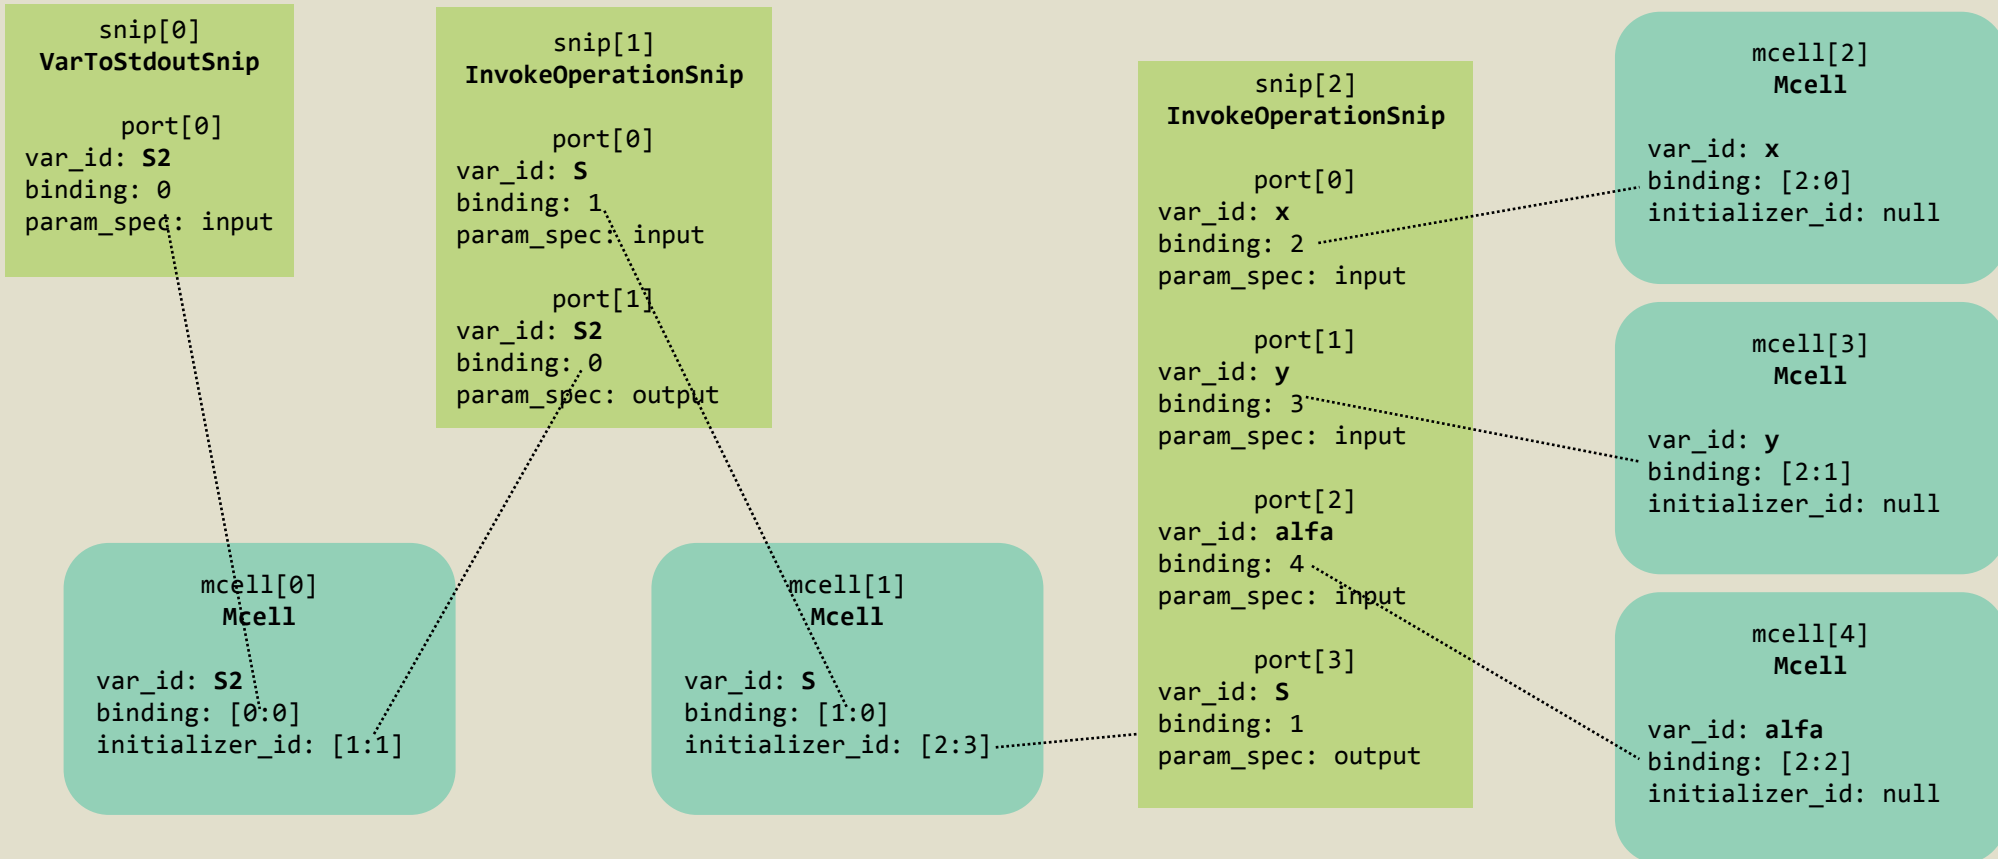 snip[0]
VarToStdoutSnip
port[0]
var_id: S2
binding: 0
param_spec: input
snip[1]
InvokeOperationSnip
port[0]
var_id: S
binding: 1
param_spec: input
port[1]
var_id: S2
binding: 0
param_spec: output
mcell[0]
Mcell
var_id: S2
binding: [0:0]
initializer_id: [1:1]
mcell[1]
Mcell
var_id: S
binding: [1:0]
initializer_id: [2:3]
snip[2]
InvokeOperationSnip
port[0]
var_id: x
binding: 2
param_spec: input
port[1]
var_id: y
binding: 3
param_spec: input
port[2]
var_id: alfa
binding: 4
param_spec: input
port[3]
var_id: S
binding: 1
param_spec: output
mcell[2]
Mcell
var_id: x
binding: [2:0]
initializer_id: null
mcell[3]
Mcell
var_id: y
binding: [2:1]
initializer_id: null
mcell[4]
Mcell
var_id: alfa
binding: [2:2]
initializer_id: null